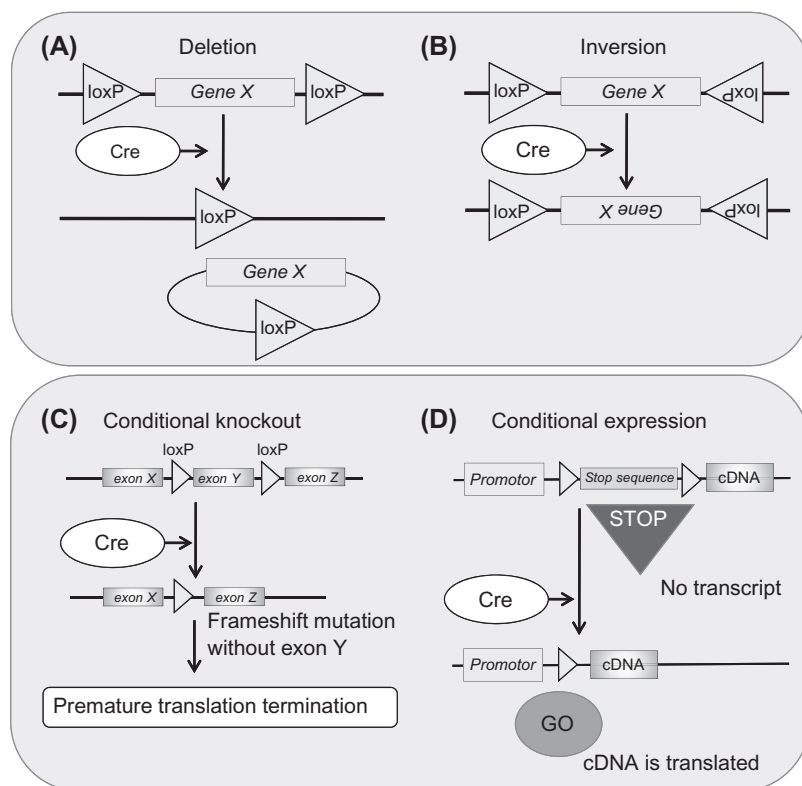 (A) Deletion
loxP Gene X loxP
Cre
loxP
Gene X
loxP
(B) Inversion
loxP Gene X loxP
Cre
loxP Gene X loxP
(C) Conditional knockout
loxP loxP
exon X exon Y exon Z
Cre
exon X exon Z
Frameshift mutation
without exon Y
Premature translation termination
(D) Conditional expression
Promotor Stop sequence cDNA
STOP
No transcript
Cre
Promotor cDNA
GO
cDNA is translated